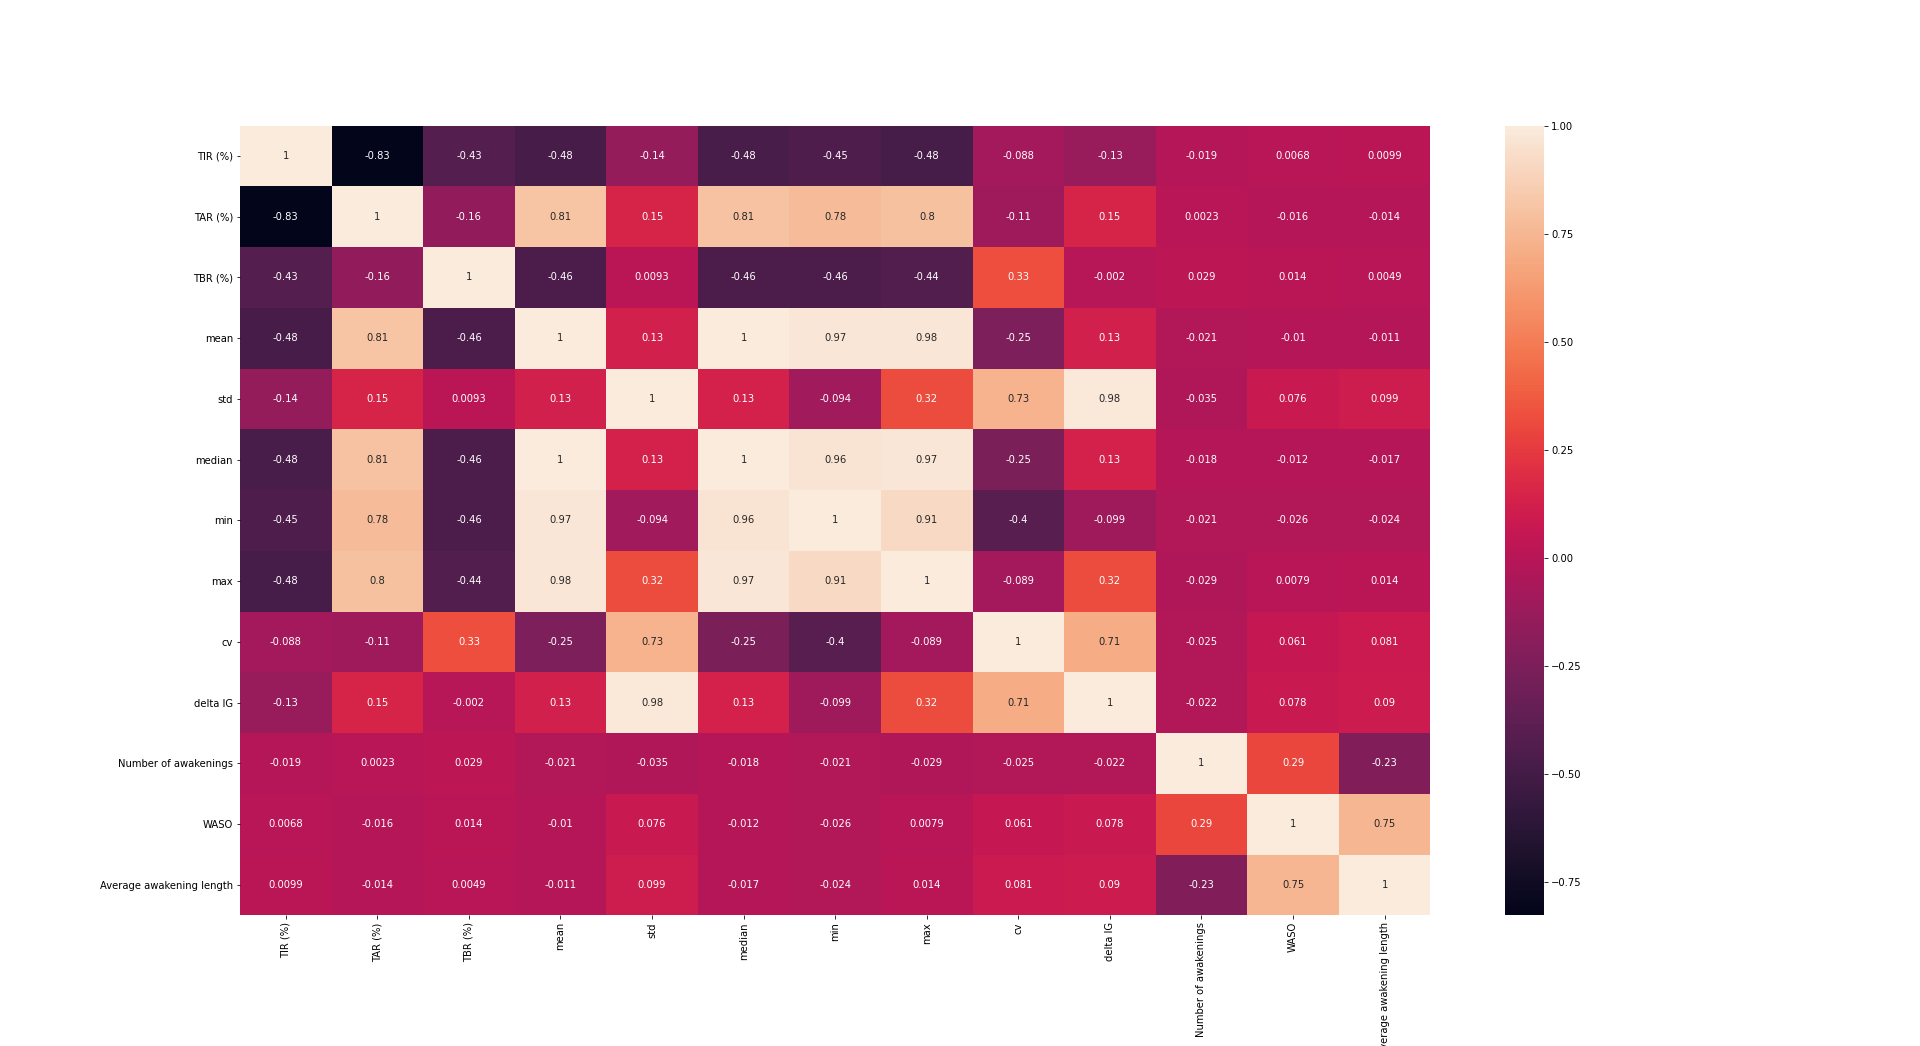 TIR (%) 1 -0.83 -0.43 -0.48 -0.14 -0.48 -0.45 -0.48 -0.088 -0.13 -0.019 0.0068 0.0099
TAR (%) -0.83 1 -0.16 0.81 0.15 0.81 0.78 0.8 -0.11 0.15 0.0023 -0.016 -0.014
TBR (%) -0.43 -0.16 1 -0.46 0.0093 -0.46 -0.46 -0.44 0.33 -0.002 0.029 0.014 0.0049
mean -0.48 0.81 -0.46 1 0.13 1 0.97 0.98 -0.25 0.13 -0.021 -0.01 -0.011
std -0.14 0.15 0.0093 0.13 1 0.13 -0.094 0.32 0.73 0.98 -0.035 0.076 0.099
median -0.48 0.81 -0.46 1 0.13 1 0.96 0.97 -0.25 0.13 -0.018 -0.012 -0.017
min -0.45 0.78 -0.46 0.97 -0.094 0.96 1 0.91 -0.4 -0.099 -0.021 -0.026 -0.024
max -0.48 0.8 -0.44 0.98 0.32 0.97 0.91 1 -0.089 0.32 -0.029 0.0079 0.014
cv -0.088 -0.11 0.33 -0.25 0.73 -0.25 -0.4 -0.089 1 0.71 -0.025 0.061 0.081
delta IG -0.13 0.15 -0.002 0.13 0.98 0.13 -0.099 0.32 0.71 1 -0.022 0.078 0.09
Number of awakenings -0.019 0.0023 0.029 -0.021 -0.035 -0.018 -0.021 -0.029 -0.025 -0.022 1 0.29 -0.23
WASO 0.0068 -0.016 0.014 -0.01 0.076 -0.012 -0.026 0.0079 0.061 0.078 0.29 1 0.75
Average awakening length 0.0099 -0.014 0.0049 -0.011 0.099 -0.017 -0.024 0.014 0.081 0.09 -0.23 0.75 1
TIR (%)
TAR (%)
TBR (%)
mean
std
median
min
max
cv
delta IG
Number of awakenings
WASO
verage awakening length
1.00
0.75
0.50
0.25
0.00
−0.25
−0.50
−0.75